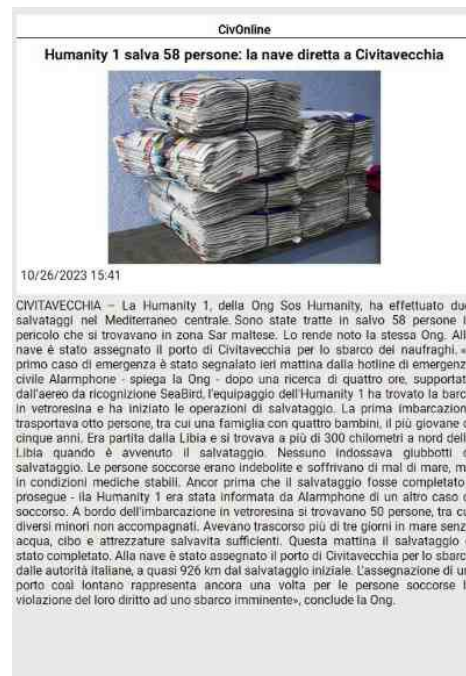 CivOnline
Humanity 1 salva 58 persone: la nave diretta a Civitavecchia
10/26/2023 15:41
CIVITAVECCHIA – La Humanity 1, della Ong Sos Humanity, ha effettuato due
salvataggi nel Mediterraneo centrale. Sono state tratte in salvo 58 persone i
pericolo che si trovavano in zona Sar maltese. Lo rende noto la stessa Ong. All
nave è stato assegnato il porto di Civitavecchia per lo sbarco dei naufraghi. «
primo caso di emergenza è stato segnalato ieri mattina dalla hotline di emergenz
civile Alarmphone - spiega la Ong - dopo una ricerca di quattro ore, supportat
dall'aereo da ricognizione SeaBird, l'equipaggio dell'Humanity 1 ha trovato la barc
in vetroresina e ha iniziato le operazioni di salvataggio. La prima imbarcazion
trasportava otto persone, tra cui una famiglia con quattro bambini, il più giovane d
cinque anni. Era partita dalla Libia e si trovava a più di 300 chilometri a nord dell
Libia quando è avvenuto il salvataggio. Nessuno indossava giubbotti d
salvataggio. Le persone soccorse erano indebolite e soffrivano di mal di mare, m
in condizioni mediche stabili. Ancor prima che il salvataggio fosse completato
prosegue - ila Humanity 1 era stata informata da Alarmphone di un altro caso d
soccorso. A bordo dell'imbarcazione in vetroresina si trovavano 50 persone, tra cu
diversi minori non accompagnati. Avevano trascorso più di tre giorni in mare senz
acqua, cibo e attrezzature salvavita sufficienti. Questa mattina il salvataggio
stato completato. Alla nave è stato assegnato il porto di Civitavecchia per lo sbarc
dalle autorità italiane, a quasi 926 km dal salvataggio iniziale. L'assegnazione di u
porto così lontano rappresenta ancora una volta per le persone soccorse l
violazione del loro diritto ad uno sbarco imminente», conclude la Ong.